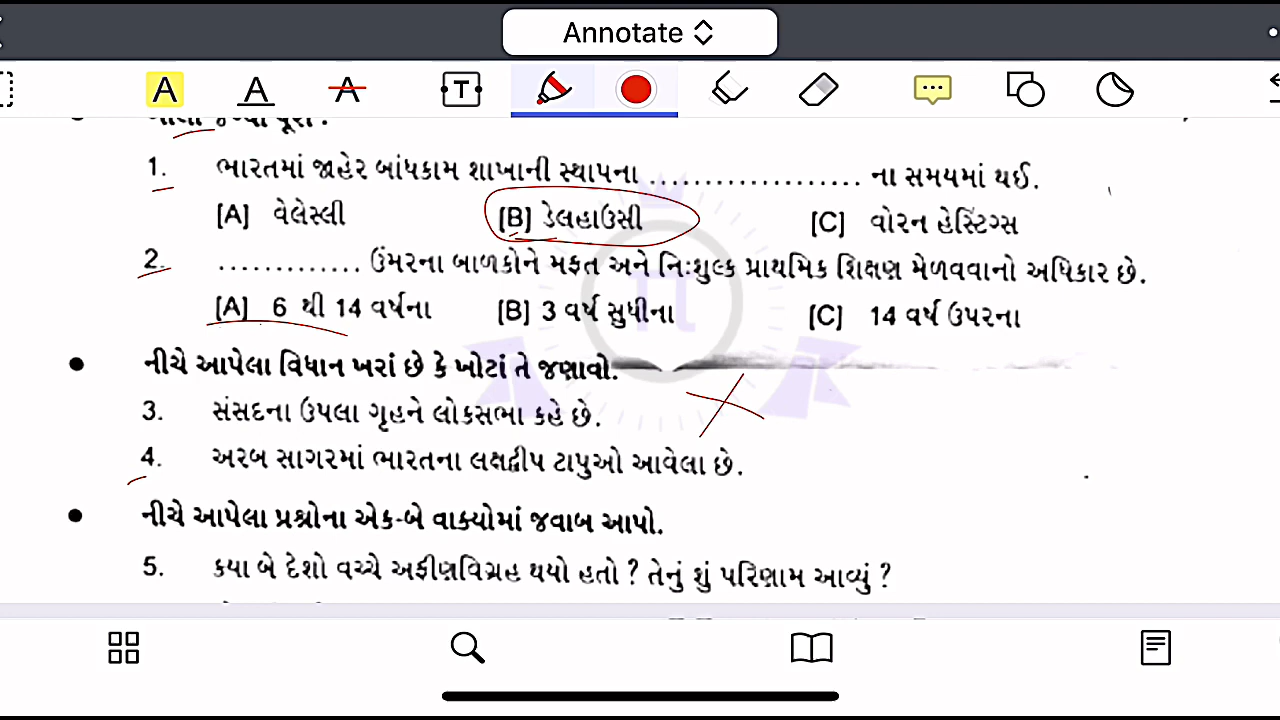 Annotate
A A A T
ખાલી જગ્યા પૂરો :
1. ભારતમાં જાહેર બાંધકામ શાખાની સ્થાપના ..................... ના સમયમાં થઈ.
[A] વેલેસ્લી [B] ડેલહાઉસી [C] વોરન હેસ્ટિંગ્સ
2. ............. ઉંમરના બાળકોને મફત અને નિઃશુલ્ક પ્રાથમિક શિક્ષણ મેળવવાનો અધિકાર છે.
[A] 6 થી 14 વર્ષના [B] 3 વર્ષ સુધીના [C] 14 વર્ષ ઉપરના
● નીચે આપેલા વિધાન ખરાં છે કે ખોટાં તે જણાવો.
3. સંસદના ઉપલા ગૃહને લોકસભા કહે છે.
4. અરબ સાગરમાં ભારતના લક્ષદ્વીપ ટાપુઓ આવેલા છે.
● નીચે આપેલા પ્રશ્નોના એક-બે વાક્યોમાં જવાબ આપો.
5. કયા બે દેશો વચ્ચે અફીણવિગ્રહ થયો હતો ? તેનું શું પરિણામ આવ્યું ?